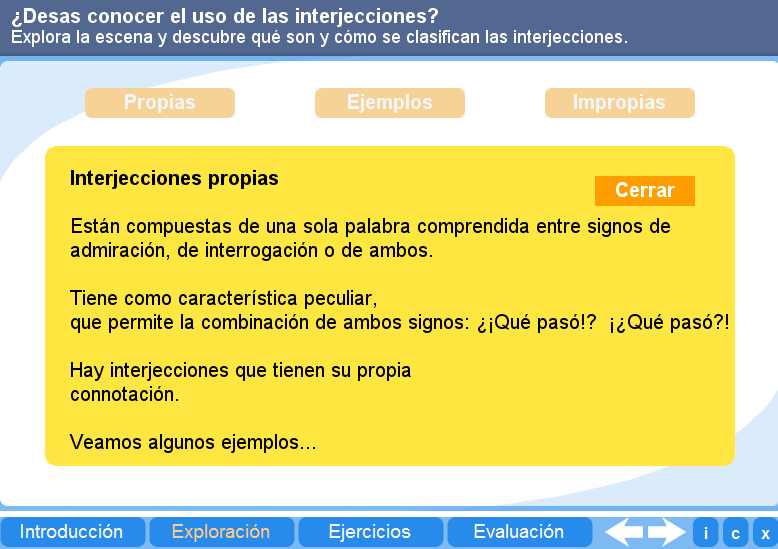 ¿Desas conocer el uso de las interjecciones?
Explora la escena y descubre qué son y cómo se clasifican las interjecciones.
Propias
Ejemplos
Impropias
Interjecciones propias
Cerrar
Están compuestas de una sola palabra comprendida entre signos de
admiración, de interrogación o de ambos.
Tiene como característica peculiar,
que permite la combinación de ambos signos: ¿¡Qué pasó!?  ¡¿Qué pasó?!
Hay interjecciones que tienen su propia
connotación.
Veamos algunos ejemplos...
Introducción
Exploración
Ejercicios
Evaluación
i
c
x